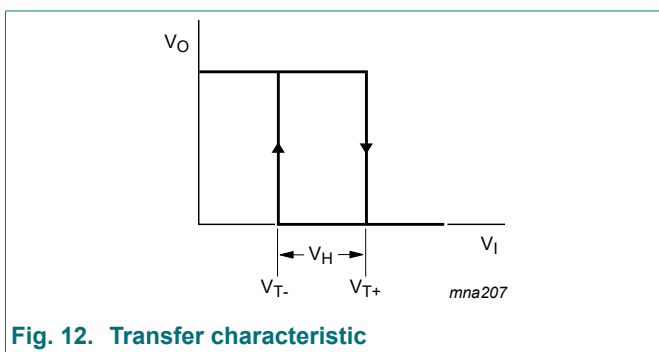 VO
VH
VI
VT-
VT+
mna207
Fig. 12. Transfer characteristic